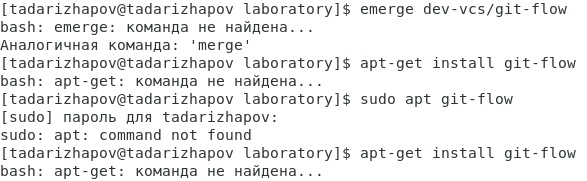 [tadarizhapov@tadarizhapov laboratory]$ emerge dev-vcs/git-flow
bash: emerge: команда не найдена...
Аналогичная команда: 'merge'
[tadarizhapov@tadarizhapov laboratory]$ apt-get install git-flow
bash: apt-get: команда не найдена...
[tadarizhapov@tadarizhapov laboratory]$ sudo apt git-flow
[sudo] пароль для tadarizhapov:
sudo: apt: command not found
[tadarizhapov@tadarizhapov laboratory]$ apt-get install git-flow
bash: apt-get: команда не найдена...